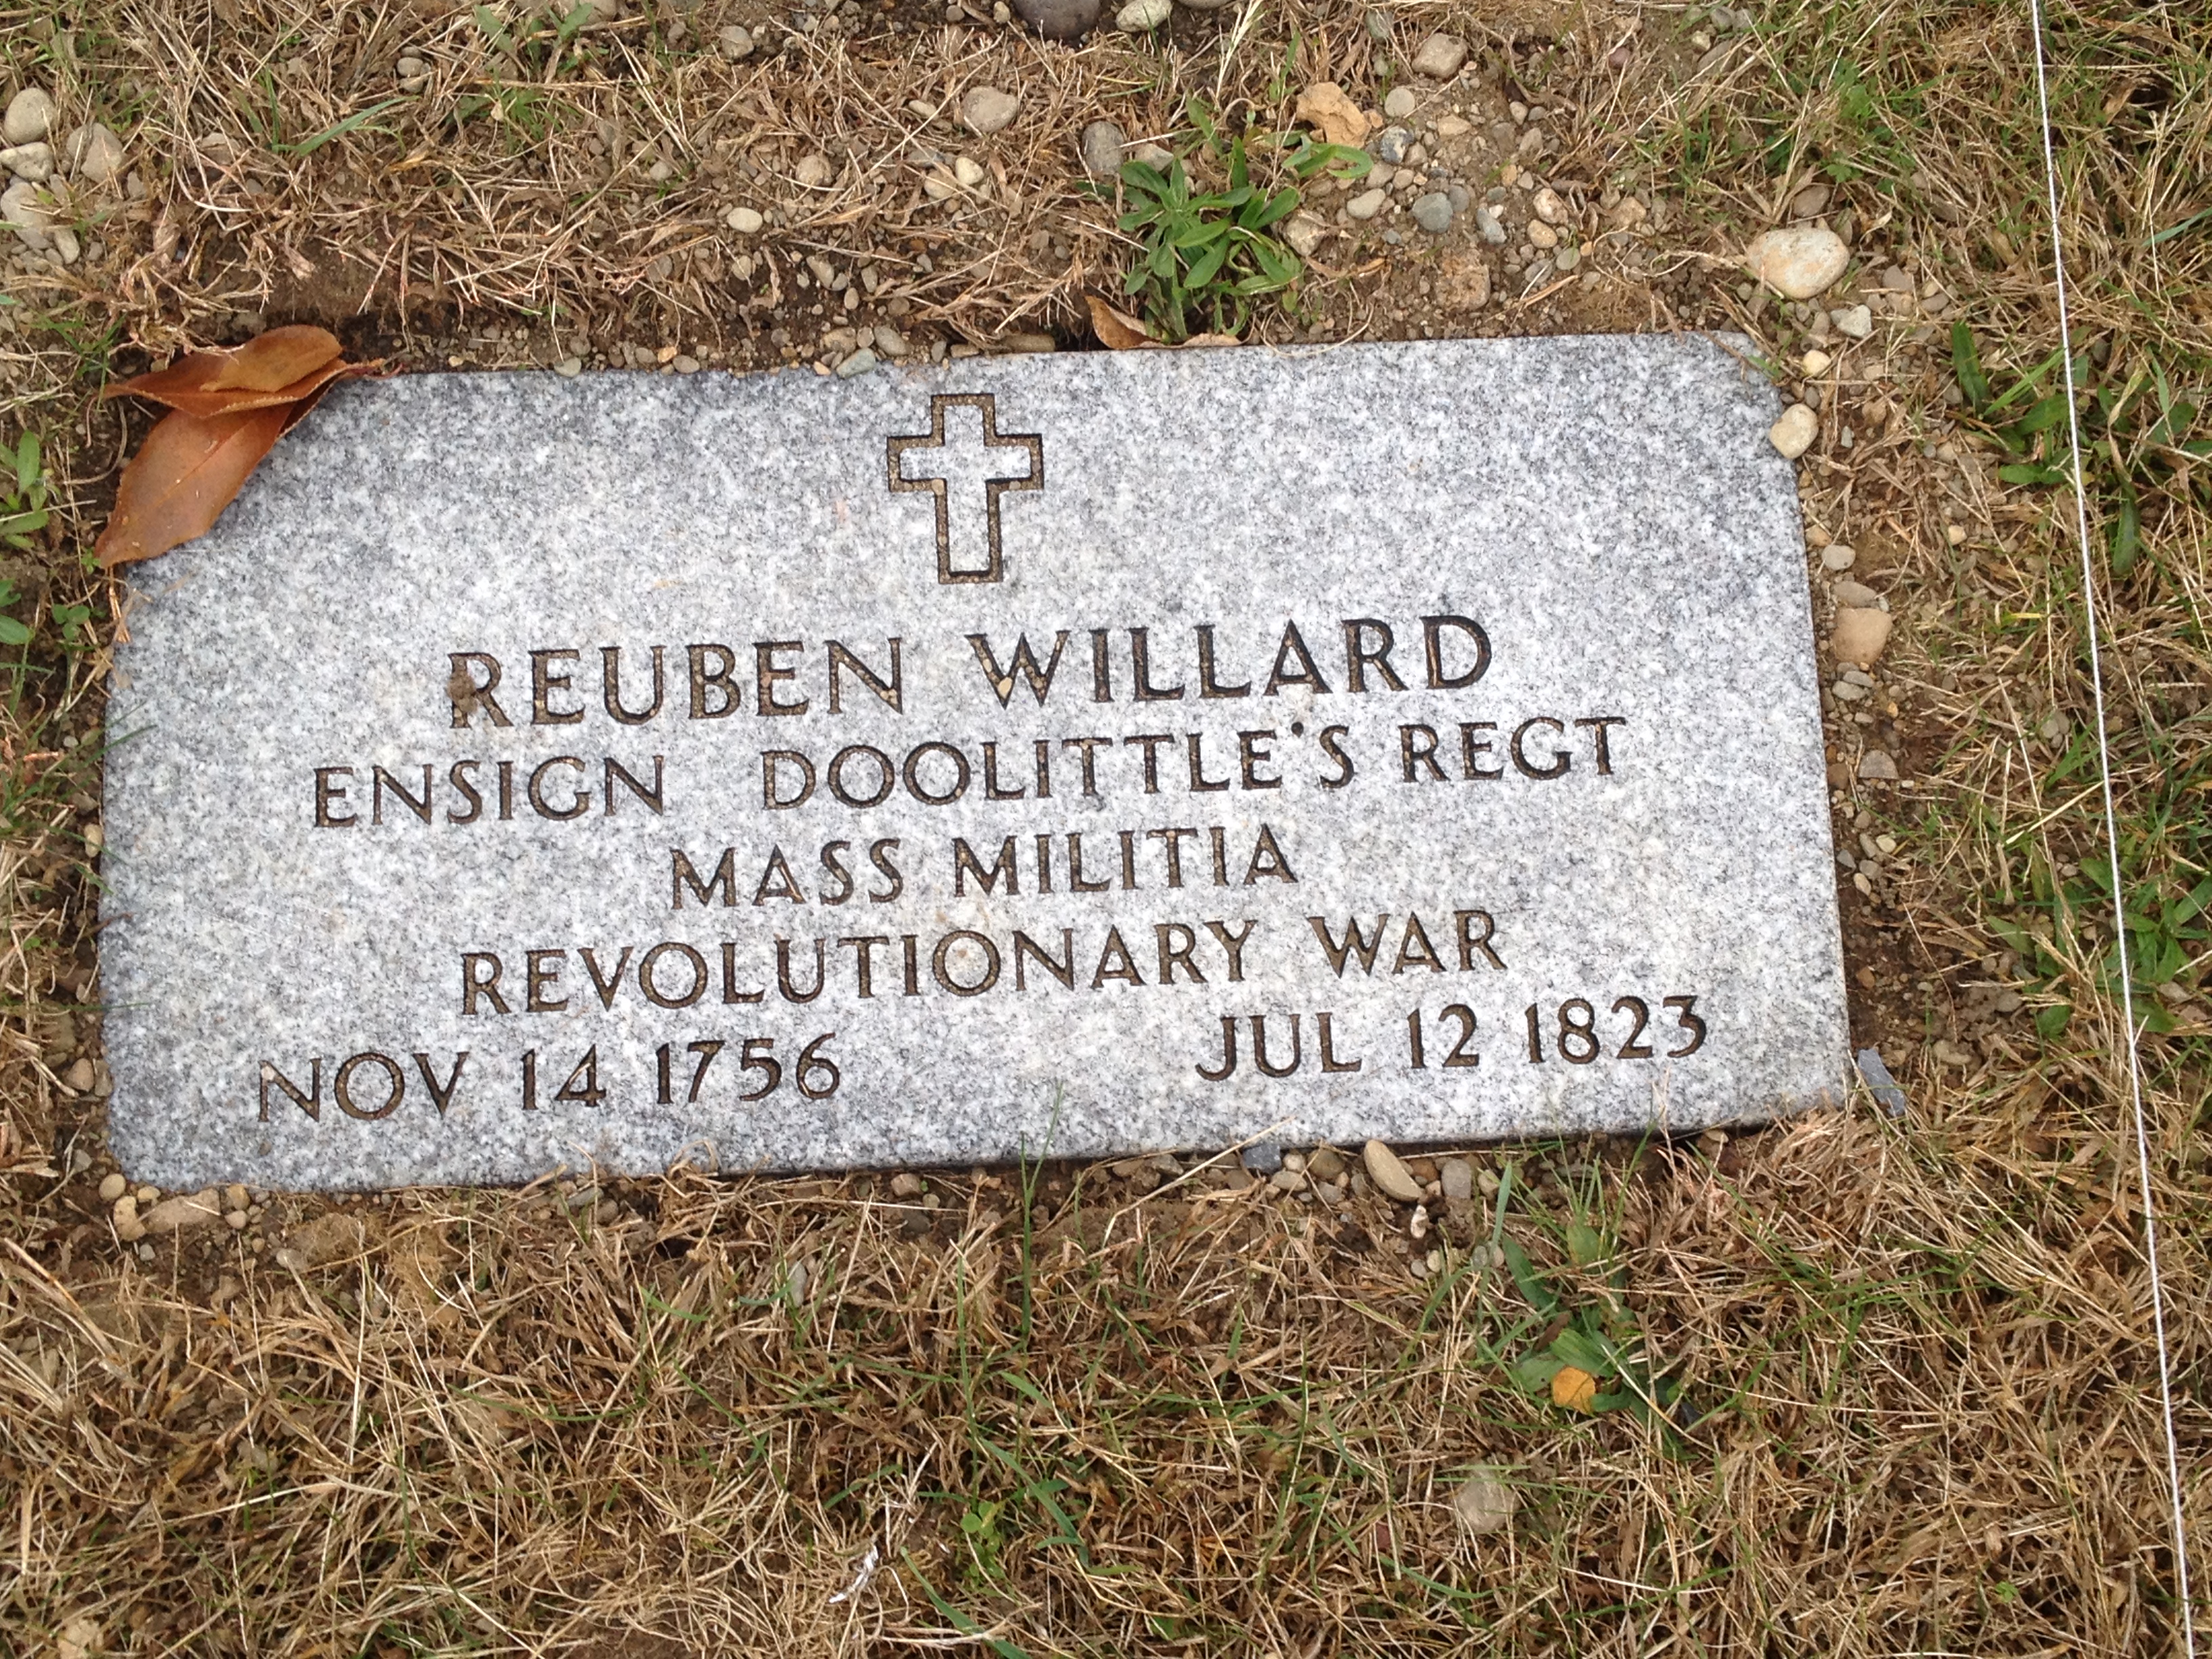 REUBEN WILLARD
ENSIGN DOOLITTLE'S REGT
MASS MILITIA
REVOLUTIONARY WAR
NOV 14 1756 JUL 12 1823